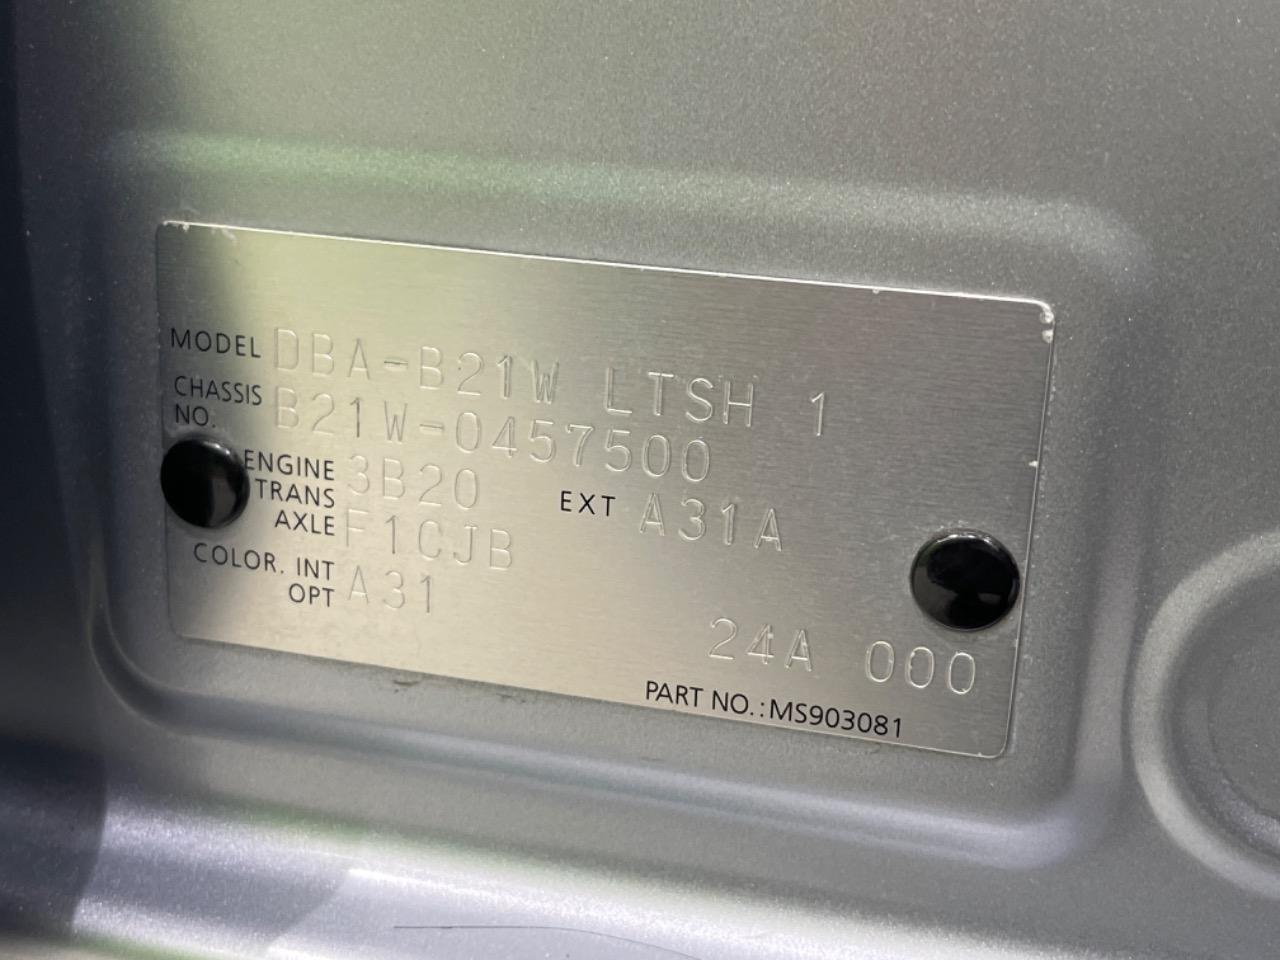 MODEL DBA-B21W LTSH 1
CHASSIS NO. B21W-0457500
ENGINE 3B20 EXT A31A
TRANS AXLE F1CJB
COLOR. INT A31
OPT
24A 000
PART NO.:MS903081